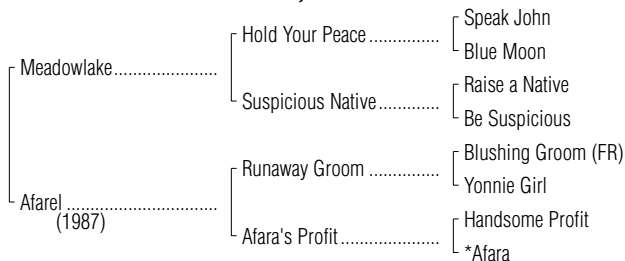 Speak John
Hold Your Peace ...............
Blue Moon
Meadowlake......................
Raise a Native
Suspicious Native.............
Be Suspicious
Blushing Groom (FR)
Runaway Groom ...............
Yonnie Girl
Afarel ................................
(1987)
Handsome Profit
Afara's Profit.....................
*Afara